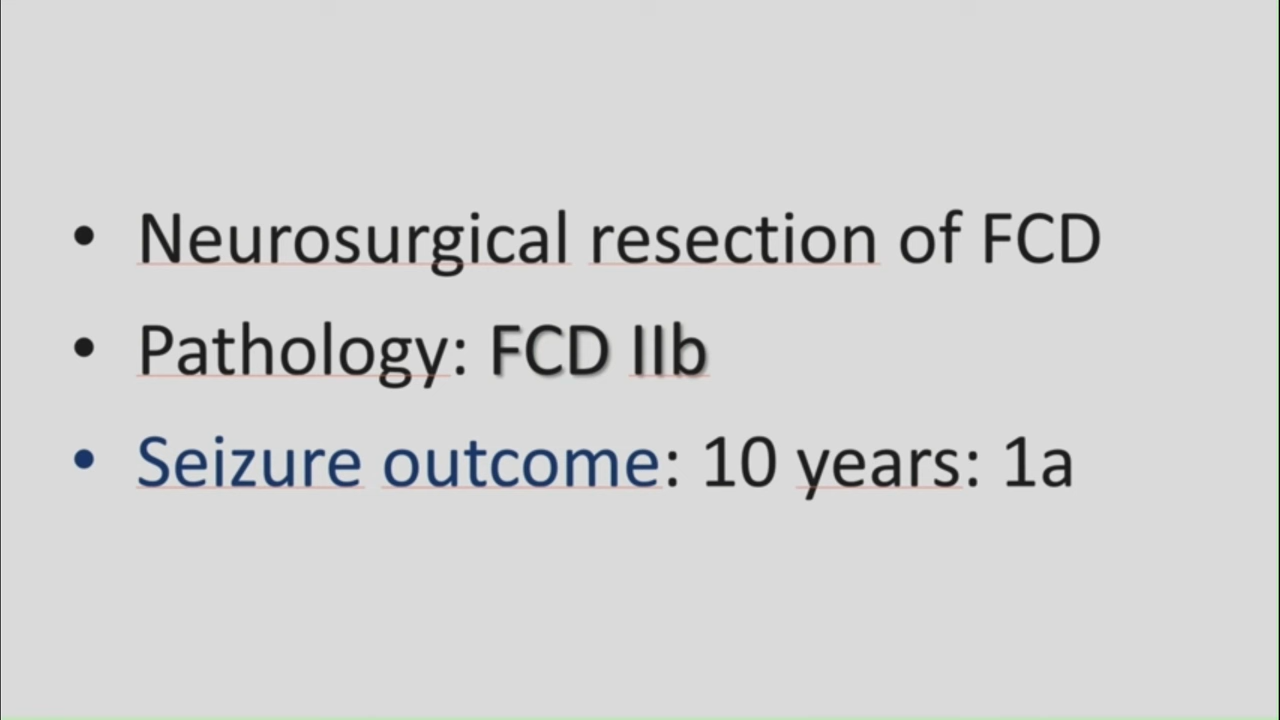 • Neurosurgical resection of FCD
• Pathology: FCD IIb
• Seizure outcome: 10 years: 1a